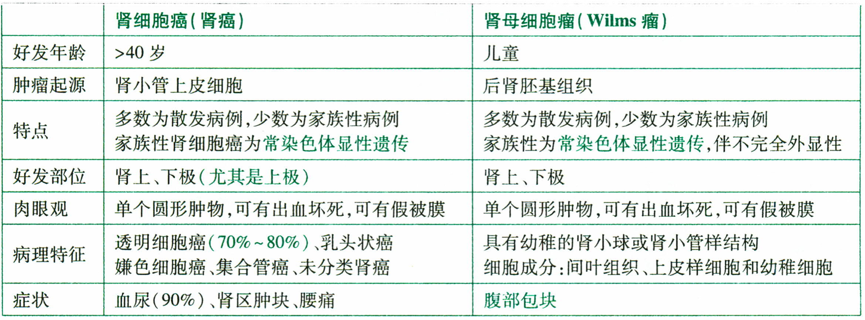 肾细胞癌(肾癌) 肾母细胞瘤(Wilms 瘤)
好发年龄 >40 岁 儿童
肿瘤起源 肾小管上皮细胞 后肾胚基组织
特点 多数为散发病例,少数为家族性病例 多数为散发病例,少数为家族性病例
家族性肾细胞癌为常染色体显性遗传 家族性为常染色体显性遗传,伴不完全外显性
好发部位 肾上、下极(尤其是上极) 肾上、下极
肉眼观 单个圆形肿物,可有出血坏死,可有假被膜 单个圆形肿物,可有出血坏死,可有假被膜
病理特征 透明细胞癌(70%~80%)、乳头状癌 具有幼稚的肾小球或肾小管样结构
嫌色细胞癌、集合管癌、未分类肾癌 细胞成分:间叶组织、上皮样细胞和幼稚细胞
症状 血尿(90%)、肾区肿块、腰痛 腹部包块